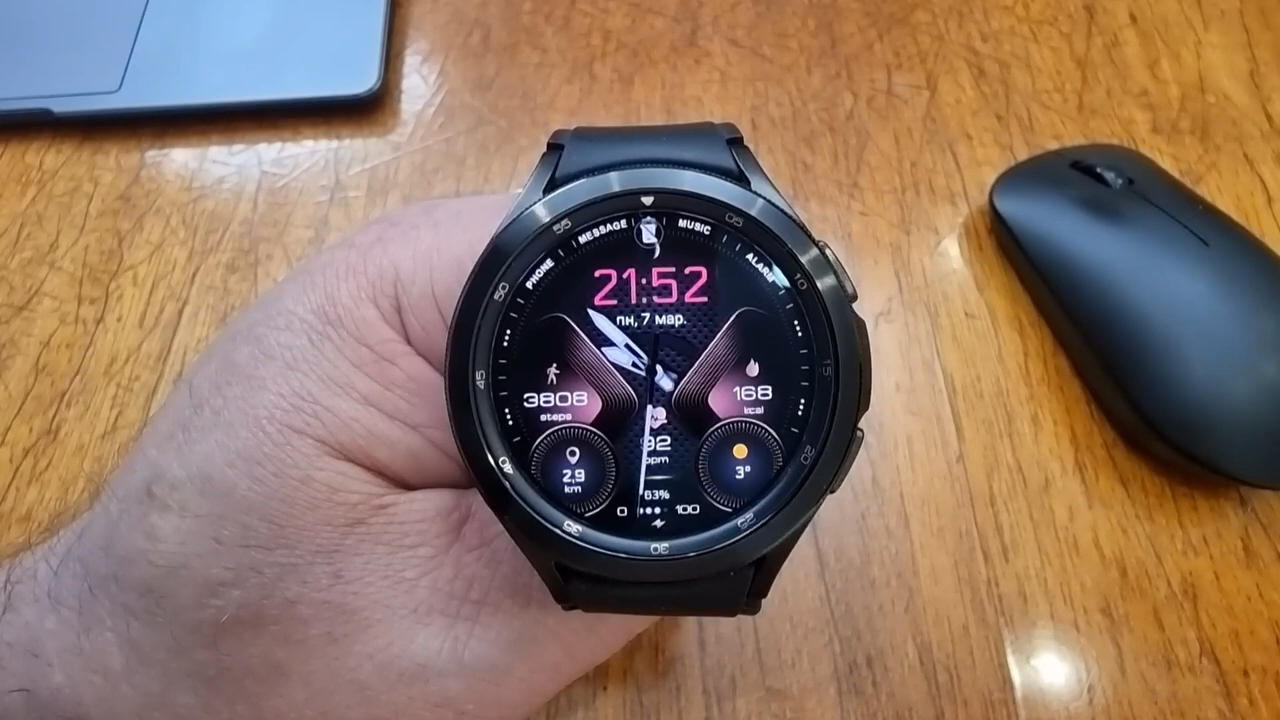 55
MESSAGE
MUSIC
05
PHONE
ALARM
50
10
21:52
пн, 7 мар.
45
15
3808
steps
168
kcal
92
bpm
40
20
2,9
km
3°
63%
0
100
35
25
30